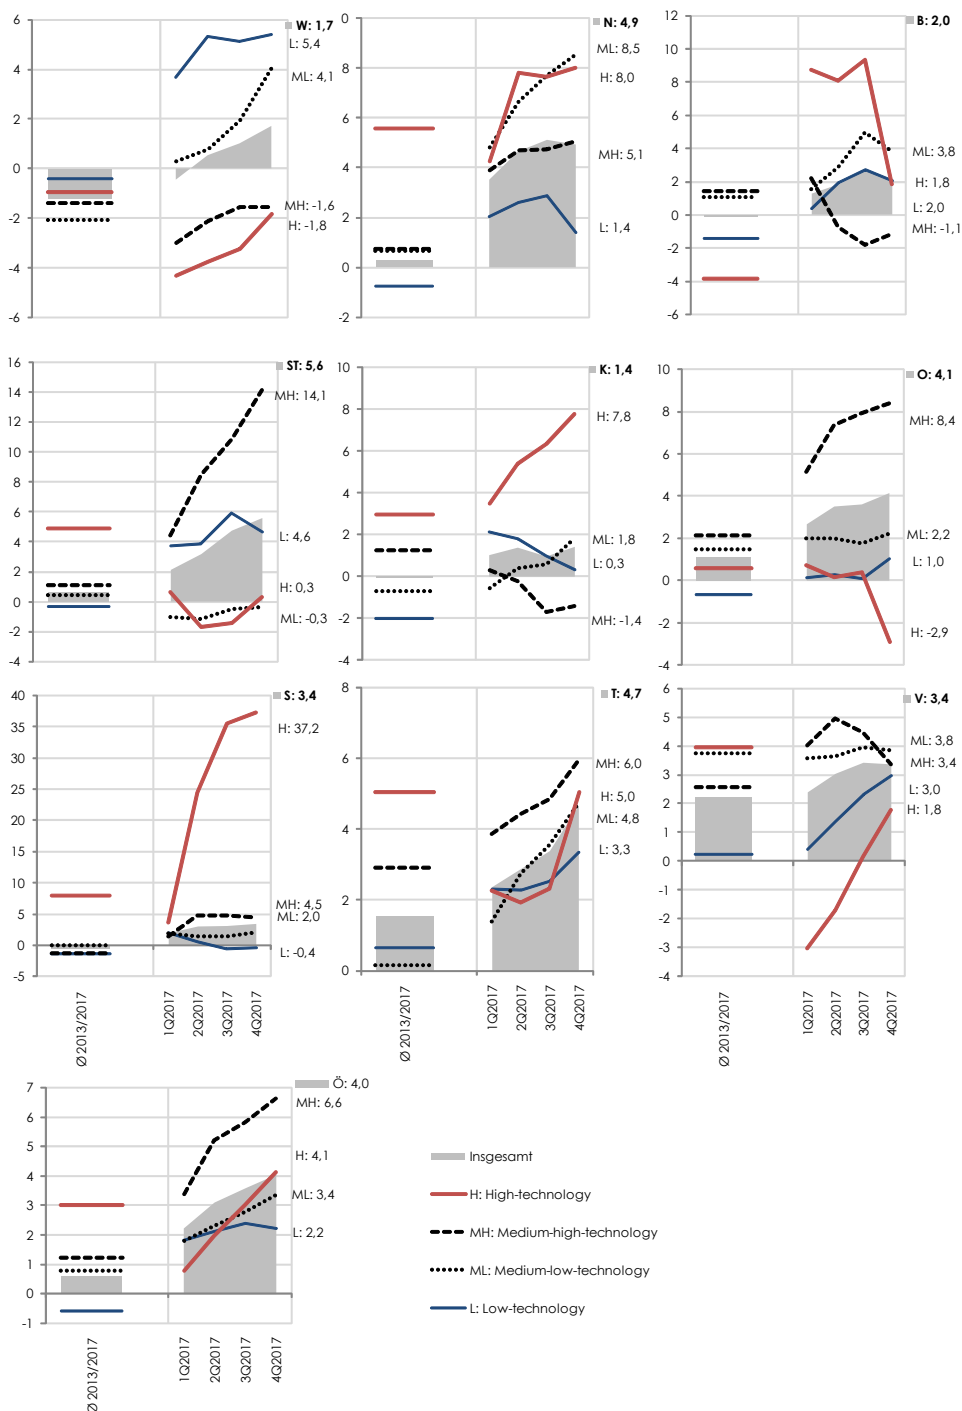 W: 1,7
6
4
2
0
-2
-4
-6
L: 5,4
ML: 4,1
MH: -1,6
H: -1,8
N: 4,9
0
8
6
4
2
0
-2
ML: 8,5
H: 8,0
MH: 5,1
L: 1,4
B: 2,0
12
10
8
6
4
2
0
-2
-4
-6
ML: 3,8
H: 1,8
L: 2,0
MH: -1,1
ST: 5,6
16
14
12
10
8
6
4
2
0
-2
-4
MH: 14,1
L: 4,6
H: 0,3
ML: -0,3
K: 1,4
10
8
6
4
2
0
-2
-4
H: 7,8
ML: 1,8
L: 0,3
MH: -1,4
O: 4,1
10
8
6
4
2
0
-2
-4
MH: 8,4
ML: 2,2
L: 1,0
H: -2,9
S: 3,4
40
35
30
25
20
15
10
5
0
-5
H: 37,2
MH: 4,5
ML: 2,0
L: -0,4
Ø 2013/2017
1Q2017
2Q2017
3Q2017
4Q2017
T: 4,7
8
6
4
2
0
MH: 6,0
H: 5,0
ML: 4,8
L: 3,3
Ø 2013/2017
1Q2017
2Q2017
3Q2017
4Q2017
V: 3,4
6
5
4
3
2
1
0
-1
-2
-3
-4
ML: 3,8
MH: 3,4
L: 3,0
H: 1,8
Ø 2013/2017
1Q2017
2Q2017
3Q2017
4Q2017
Ö: 4,0
7
6
5
4
3
2
1
0
-1
MH: 6,6
H: 4,1
ML: 3,4
L: 2,2
Ø 2013/2017
1Q2017
2Q2017
3Q2017
4Q2017
Insgesamt
H: High-technology
MH: Medium-high-technology
ML: Medium-low-technology
L: Low-technology